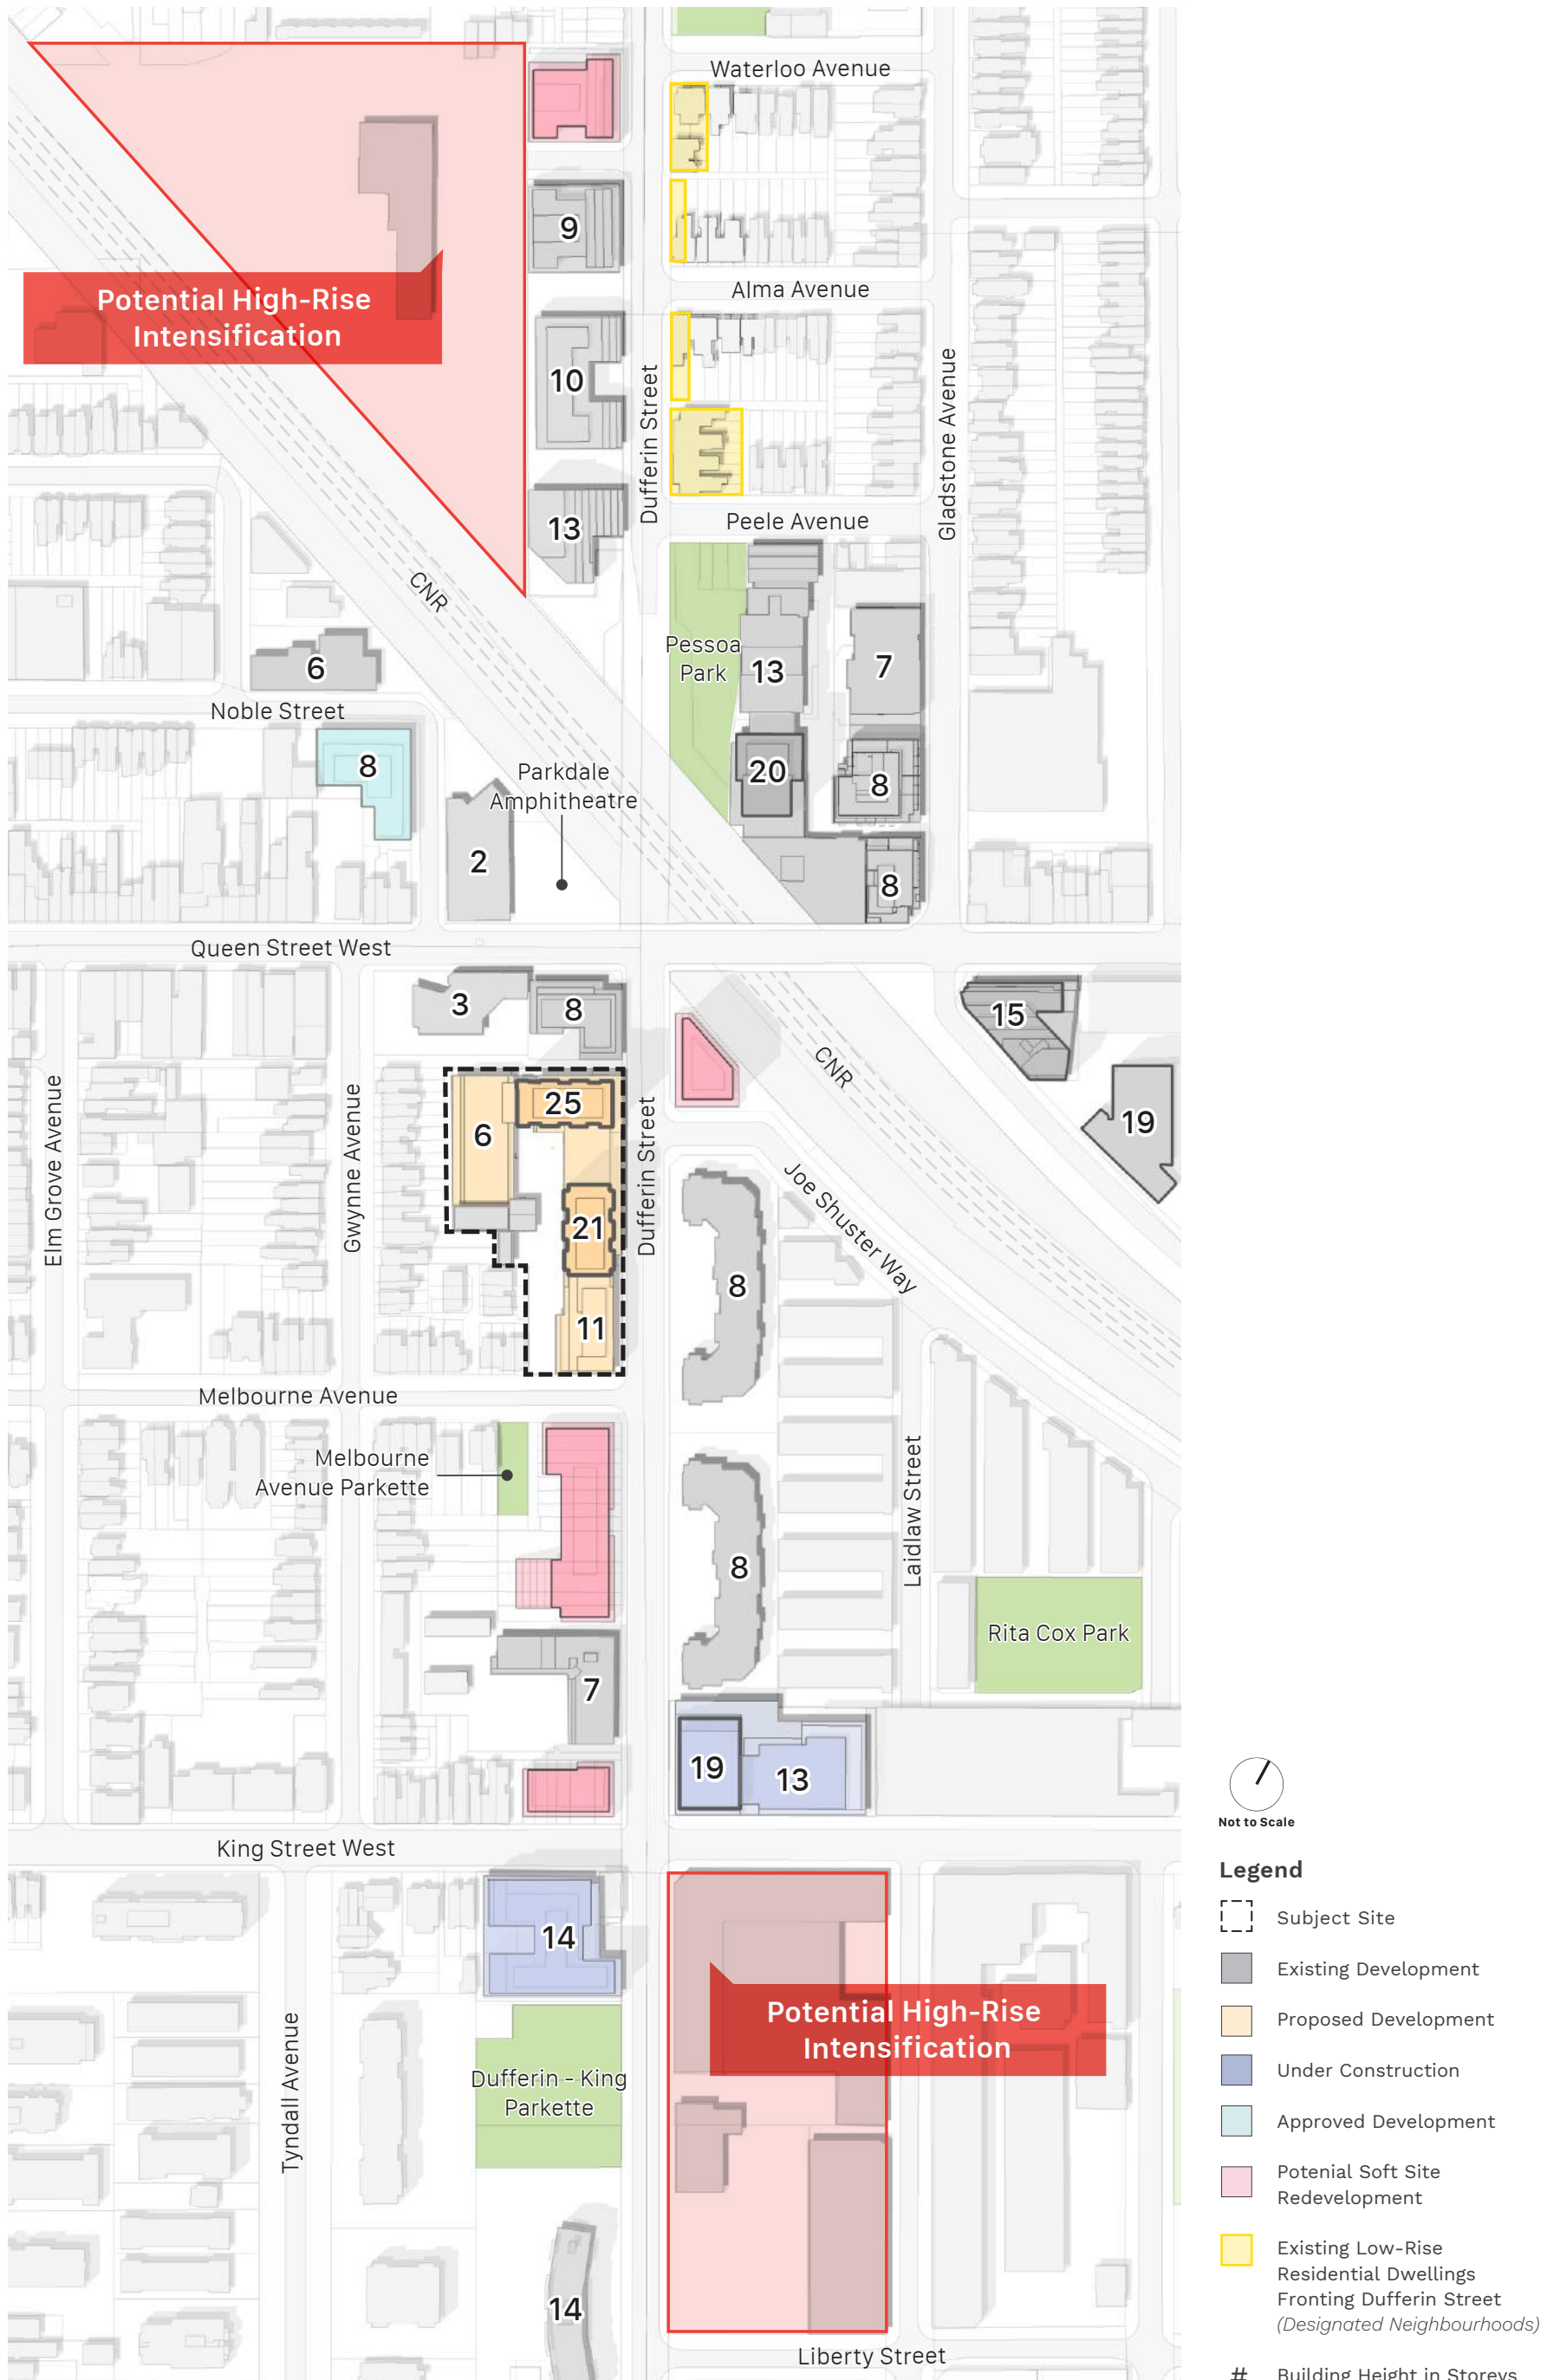 Waterloo Avenue
9
Alma Avenue
Potential High-Rise
Intensification
10
Dufferin Street
Gladstone Avenue
13
Peele Avenue
CNR
Pessoa
Park
13
7
6
Noble Street
8
Parkdale
Amphitheatre
20
8
2
8
Queen Street West
3
8
15
CNR
25
6
19
Elm Grove Avenue
Gwynne Avenue
Dufferin Street
Joe Shuster Way
21
8
11
Melbourne Avenue
Melbourne
Avenue Parkette
Laidlaw Street
8
Rita Cox Park
7
19
13
King Street West
14
Potential High-Rise
Intensification
Tyndall Avenue
Dufferin - King
Parkette
14
Liberty Street
Not to Scale
Legend
Subject Site
Existing Development
Proposed Development
Under Construction
Approved Development
Potenial Soft Site
Redevelopment
Existing Low-Rise
Residential Dwellings
Fronting Dufferin Street
(Designated Neighbourhoods)
# Building Height in Storeys